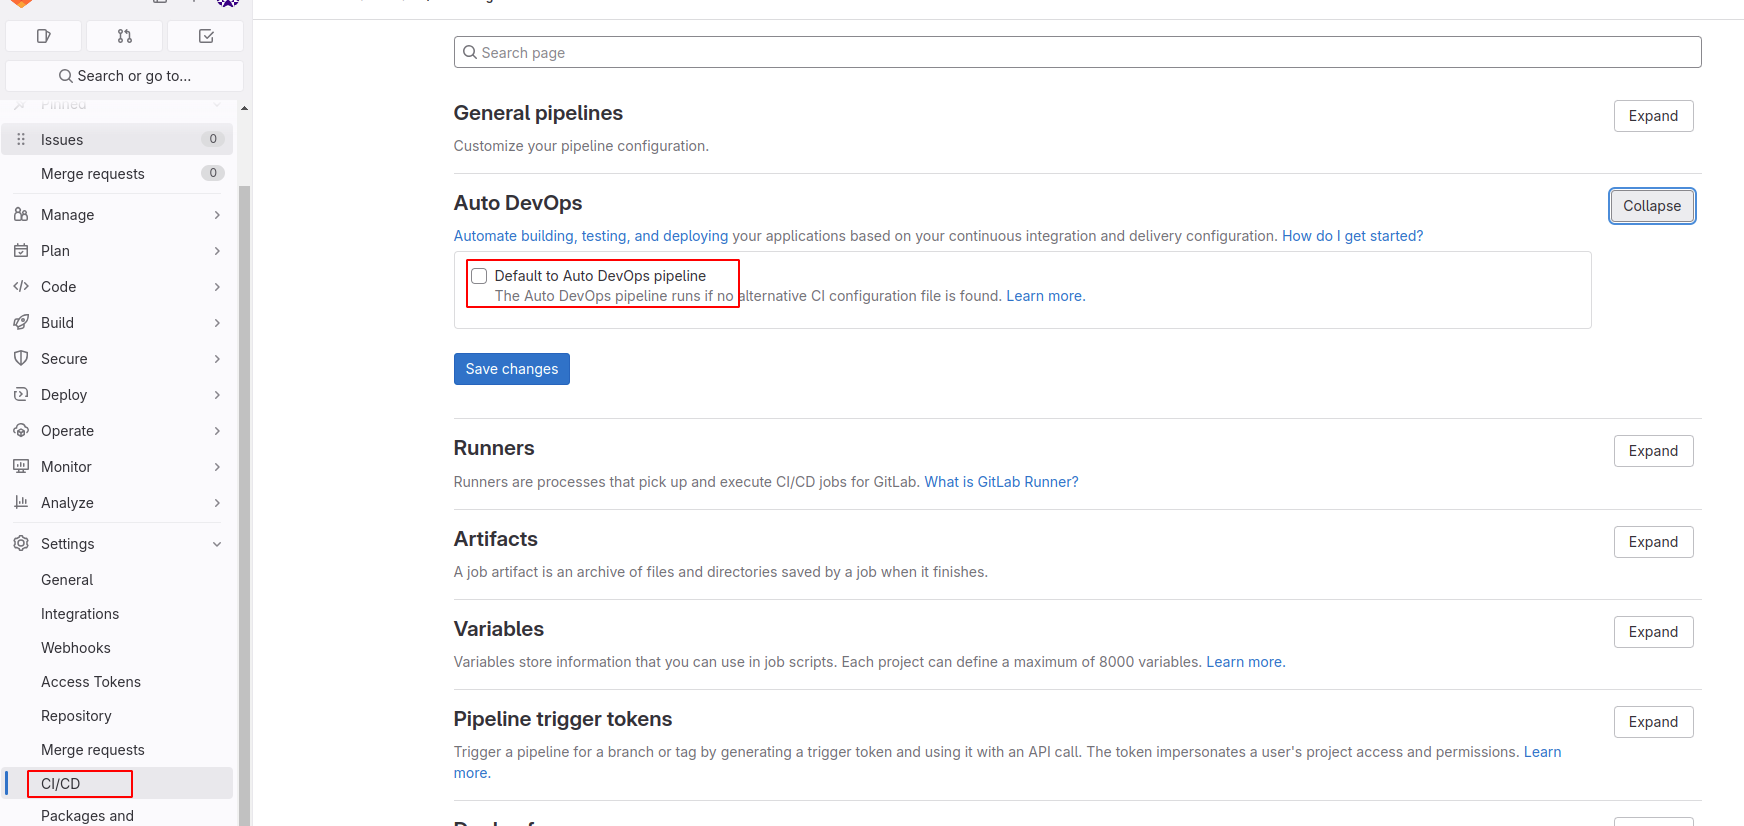 Search or go to...
Pinned
Issues 0
Merge requests 0
Manage
Plan
Code
Build
Secure
Deploy
Operate
Monitor
Analyze
Settings
General
Integrations
Webhooks
Access Tokens
Repository
Merge requests
CI/CD
Packages and
Search page
General pipelines
Expand
Customize your pipeline configuration.
Auto DevOps
Collapse
Automate building, testing, and deploying your applications based on your continuous integration and delivery configuration. How do I get started?
Default to Auto DevOps pipeline
The Auto DevOps pipeline runs if no alternative CI configuration file is found. Learn more.
Save changes
Runners
Expand
Runners are processes that pick up and execute CI/CD jobs for GitLab. What is GitLab Runner?
Artifacts
Expand
A job artifact is an archive of files and directories saved by a job when it finishes.
Variables
Expand
Variables store information that you can use in job scripts. Each project can define a maximum of 8000 variables. Learn more.
Pipeline trigger tokens
Expand
Trigger a pipeline for a branch or tag by generating a trigger token and using it with an API call. The token impersonates a user's project access and permissions. Learn
more.